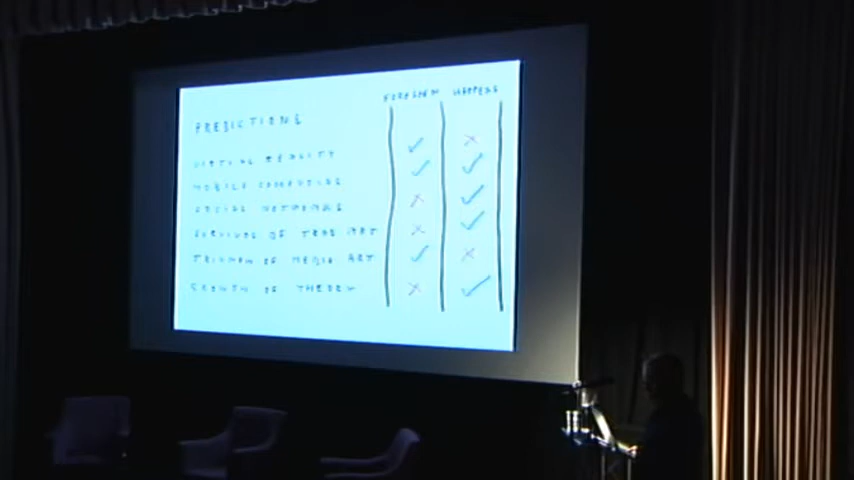 FORESEEN HAPPENS
PREDICTIONS
VIRTUAL REALITY ✓ ✗
MOBILE COMPUTING ✓ ✓
SOCIAL NETWORKS ✗ ✓
SURVIVAL OF TRAD ART ✗ ✓
TRIUMPH OF MEDIA ART ✓ ✗
GROWTH OF THEORY ✗ ✓